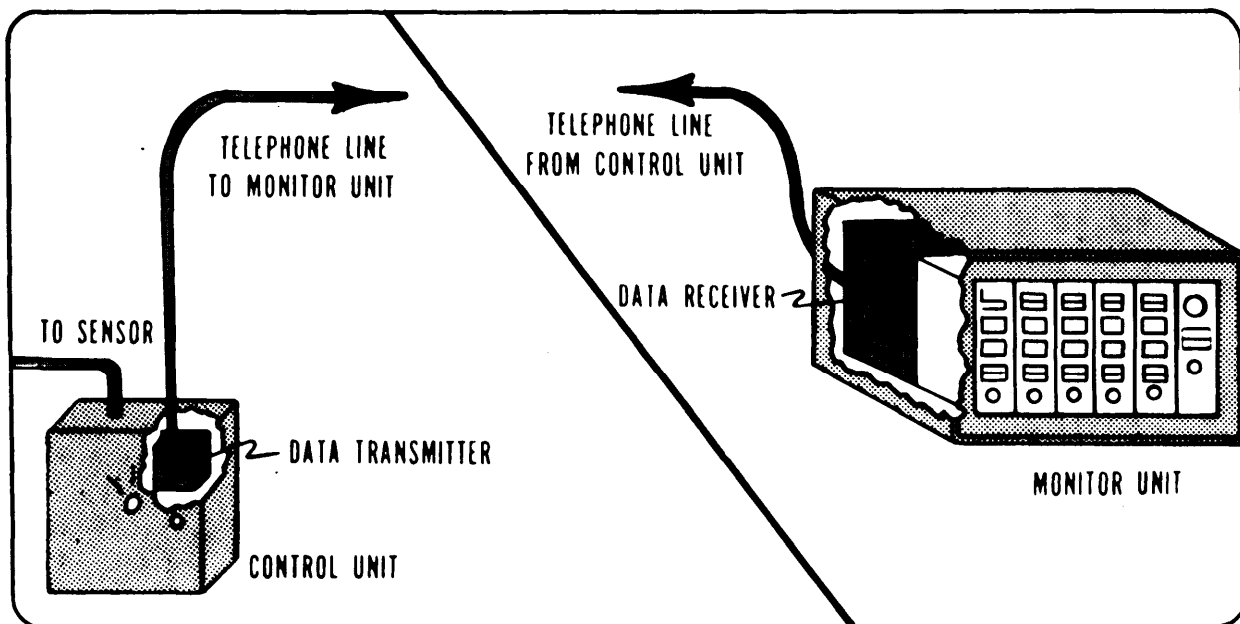 TELEPHONE LINE
TO MONITOR UNIT
TO SENSOR
DATA TRANSMITTER
CONTROL UNIT
TELEPHONE LINE
FROM CONTROL UNIT
DATA RECEIVER
MONITOR UNIT